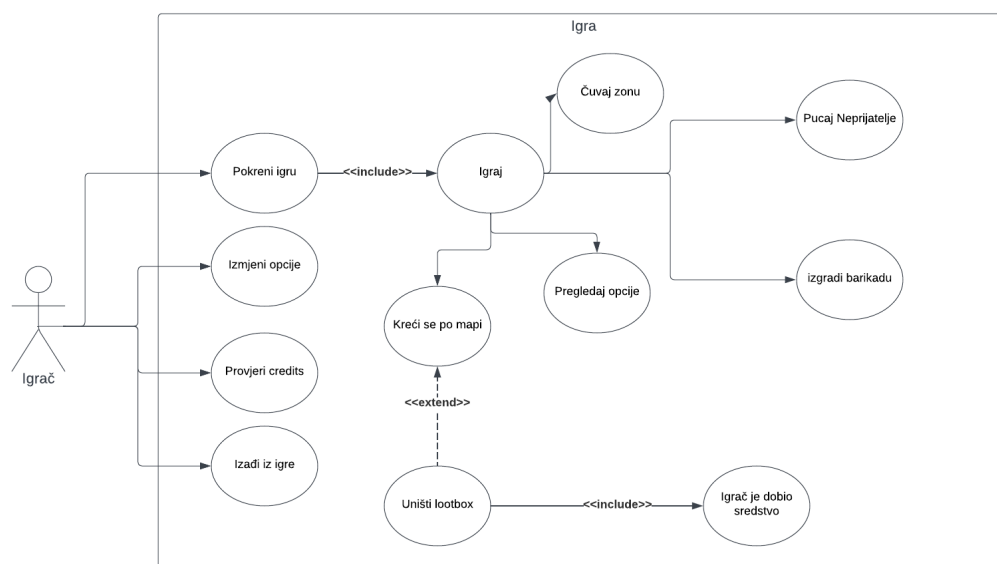 Igra
Čuvaj zonu
Pucaj Neprijatelje
Pokreni igru
<<include>>
Igraj
Izmjeni opcije
izgradi barikadu
Pregledaj opcije
Kreći se po mapi
Igrač
Provjeri credits
<<extend>>
Izađi iz igre
Uništi lootbox
<<include>>
Igrač je dobio
sredstvo